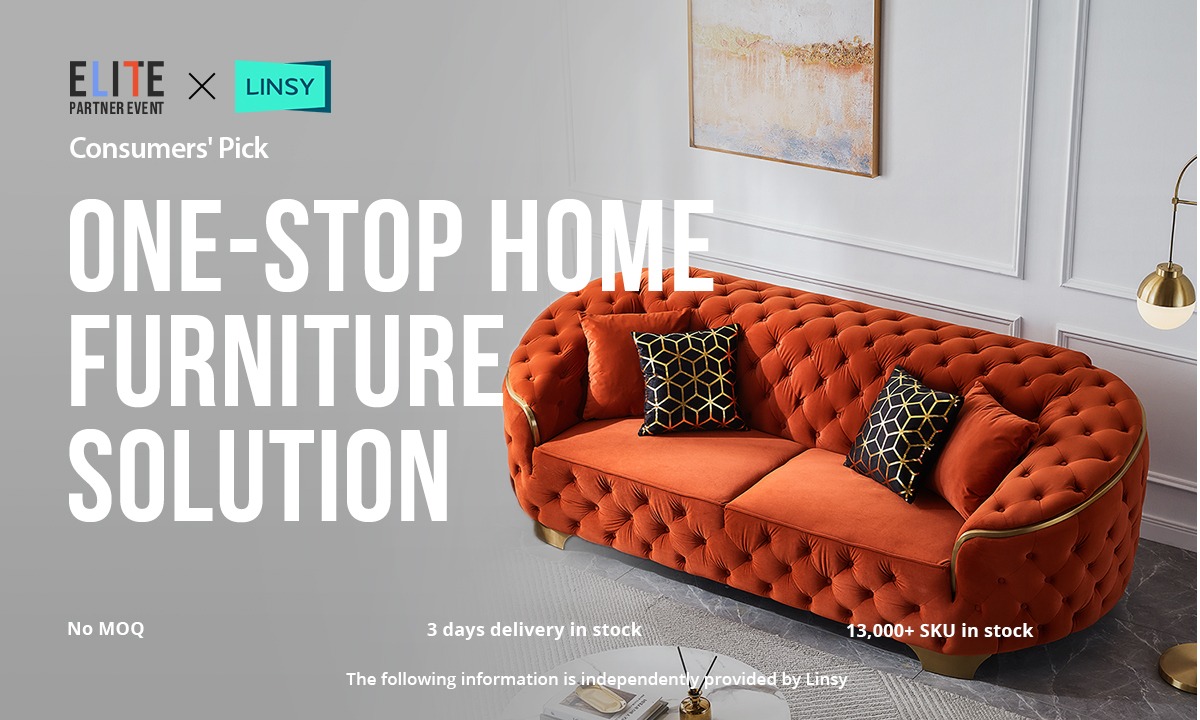 ELITE
PARTNER EVENT
LINSY
Consumers' Pick
ONE-STOP HOME
FURNITURE
SOLUTION
No MOQ
3 days delivery in stock
13,000+ SKU in stock
The following information is independently provided by Linsy